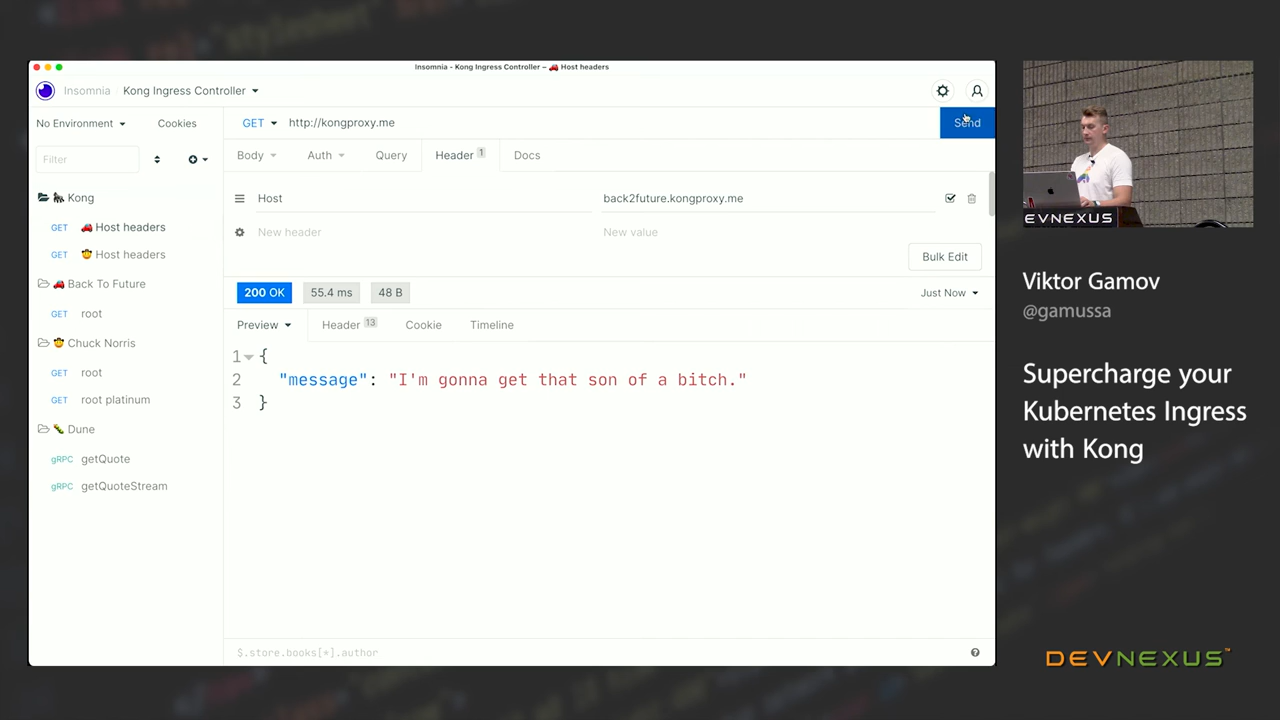 Insomnia - Kong Ingress Controller – 🚗 Host headers
Insomnia Kong Ingress Controller
No Environment Cookies
GET http://kongproxy.me Send
Body Auth Query Header 1 Docs
Filter
Host back2future.kongproxy.me
New header New value
Bulk Edit
🦍 Kong
GET 🚗 Host headers
GET 🤠 Host headers
🚗 Back To Future
GET root
🤠 Chuck Norris
GET root
GET root platinum
🐛 Dune
gRPC getQuote
gRPC getQuoteStream
200 OK 55.4 ms 48 B Just Now
Preview Header 13 Cookie Timeline
1 {
2 "message": "I'm gonna get that son of a bitch."
3 }
$.store.books[*].author
EVNEXUS
Viktor Gamov
@gamussa
Supercharge your
Kubernetes Ingress
with Kong
DEVNEXUS™